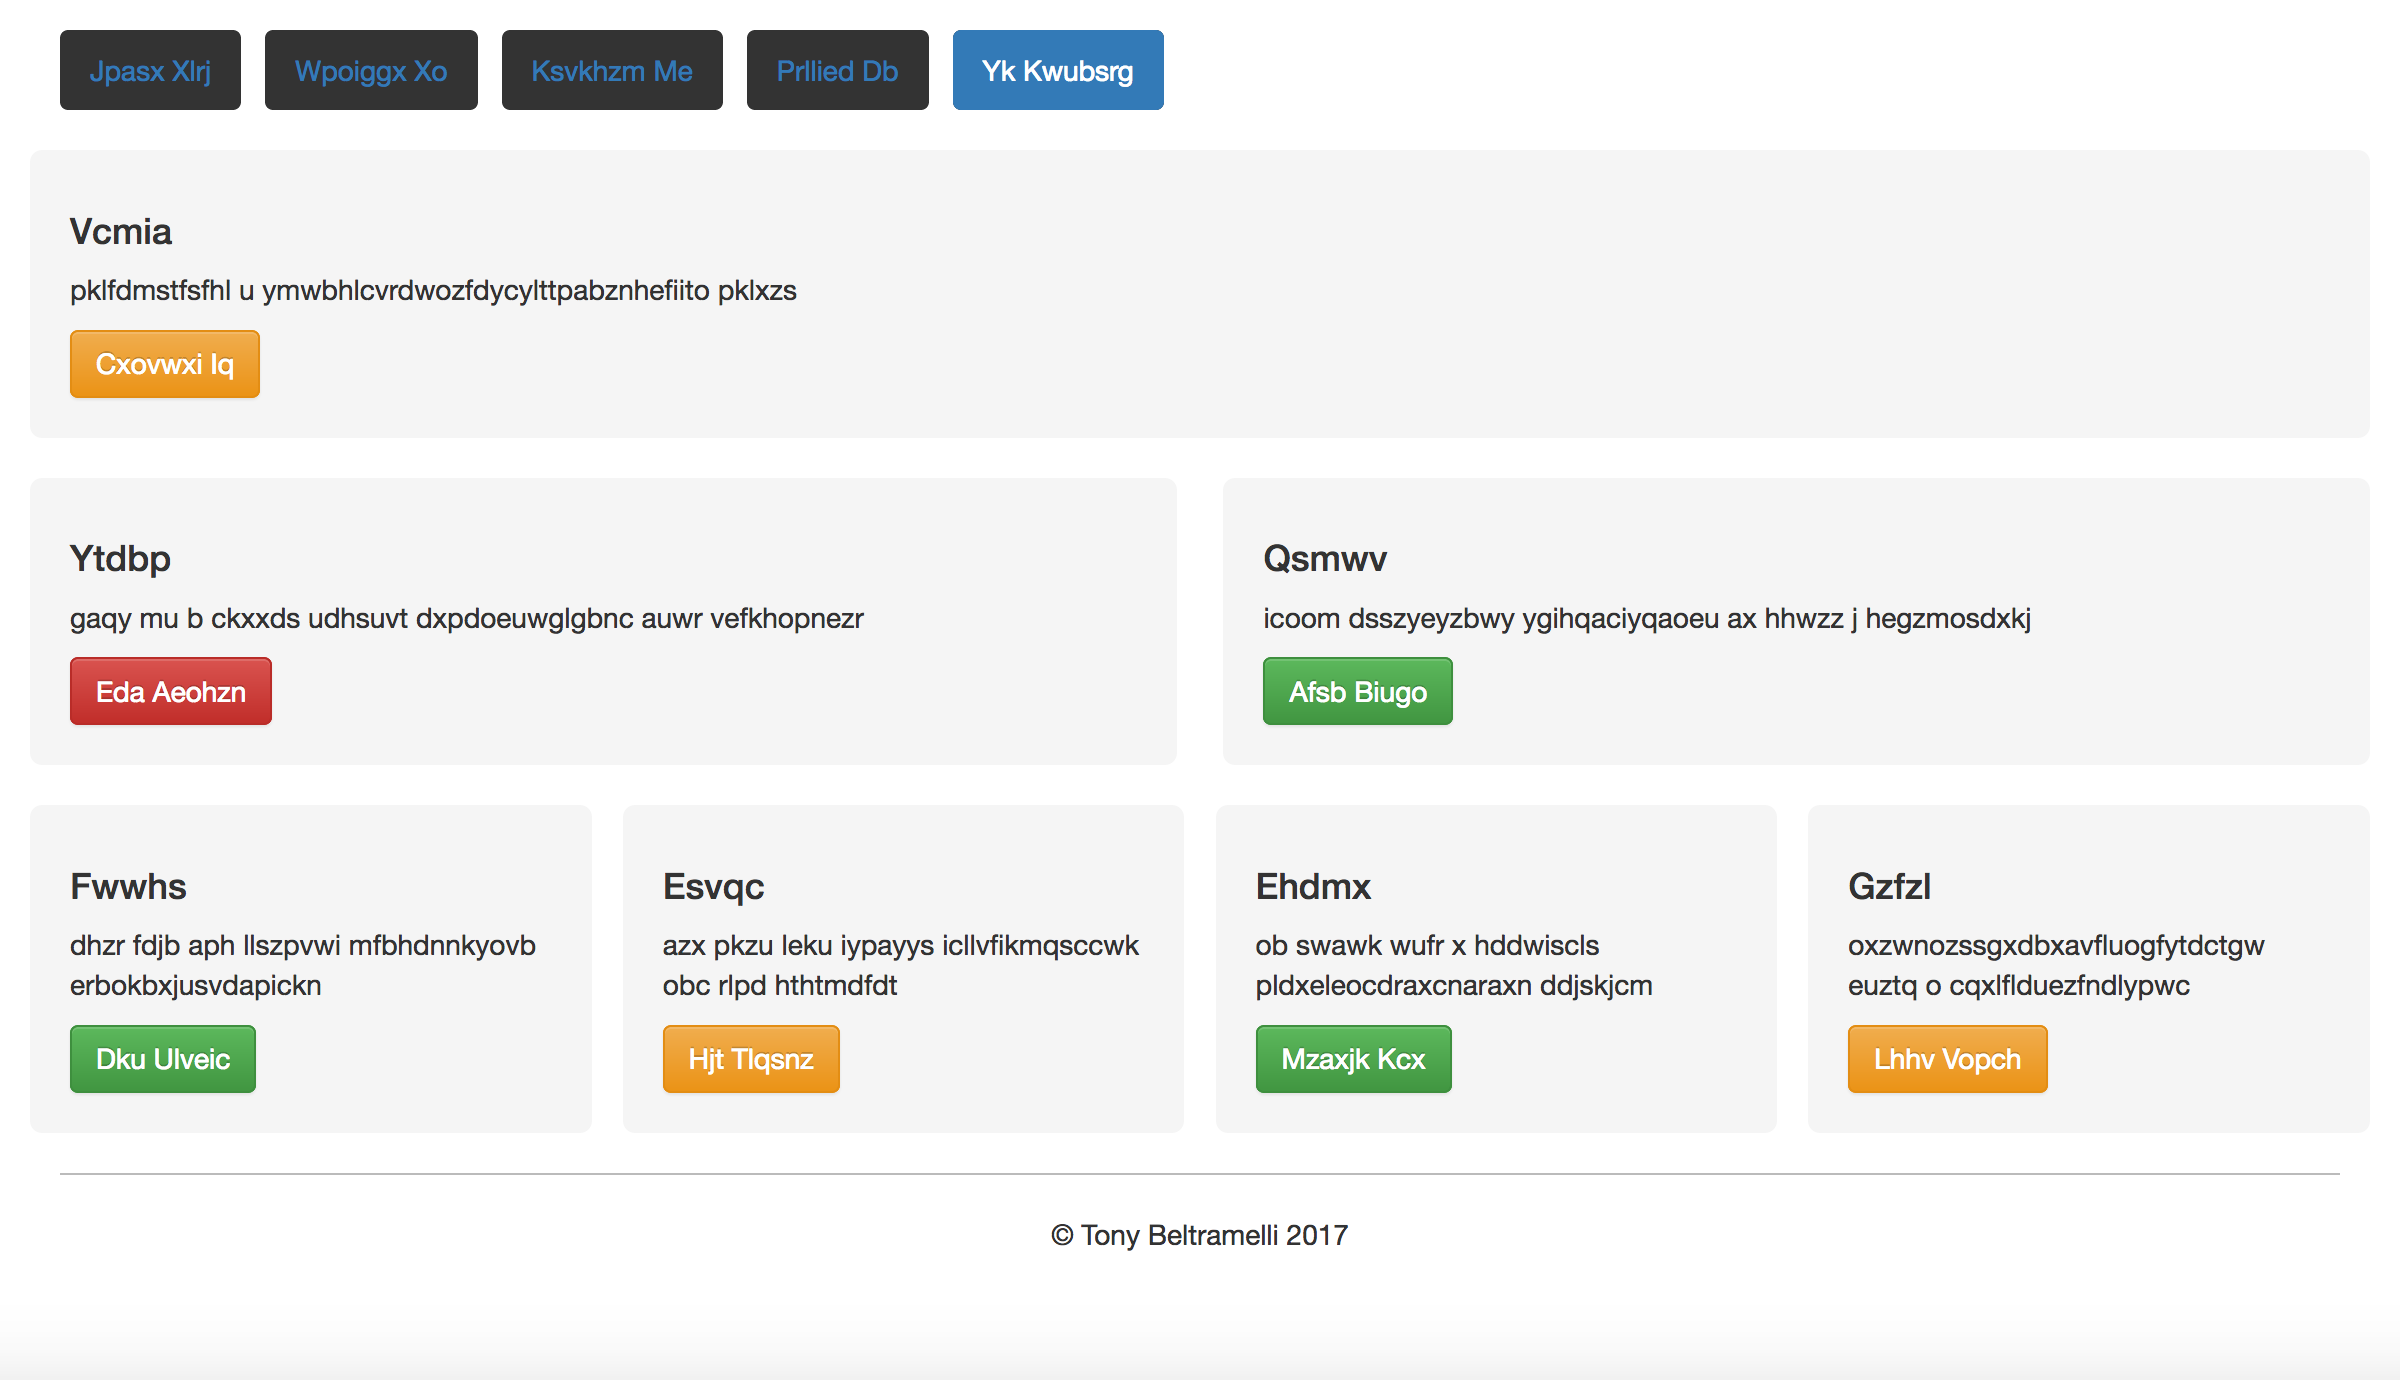 Jpasx Xlrj Wpoiggx Xo Ksvkhzm Me Prllied Db Yk Kwubsrg
Vcmia
pklfdmstfsfhl u ymwbhlcvrdwozfdycylttpabznhefiito pklxzs
Cxovwxi Iq
Ytdbp
gaqy mu b ckxxds udhsuvt dxpdoeuwglgbnc auwr vefkhopnezr
Eda Aeohzn
Qsmwv
icoom dsszyeyzbwy ygihqaciyqaoeu ax hhwzz j hegzmosdxkj
Afsb Biugo
Fwwhs
dhzr fdjb aph llszpvwi mfbhdnnkyovb
erbokbxjusvdapickn
Dku Ulveic
Esvqc
azx pkzu leku iypayys icllvfikmqsccwk
obc rlpd hthtmdfdt
Hjt Tlqsnz
Ehdmx
ob swawk wufr x hddwiscls
pldxeleocdraxcnaraxn ddjskjcm
Mzaxjk Kcx
Gzfzl
oxzwnozssgxdbxavfluogfytdctgw
euztq o cqxlflduezfndlypwc
Lhhv Vopch
© Tony Beltramelli 2017